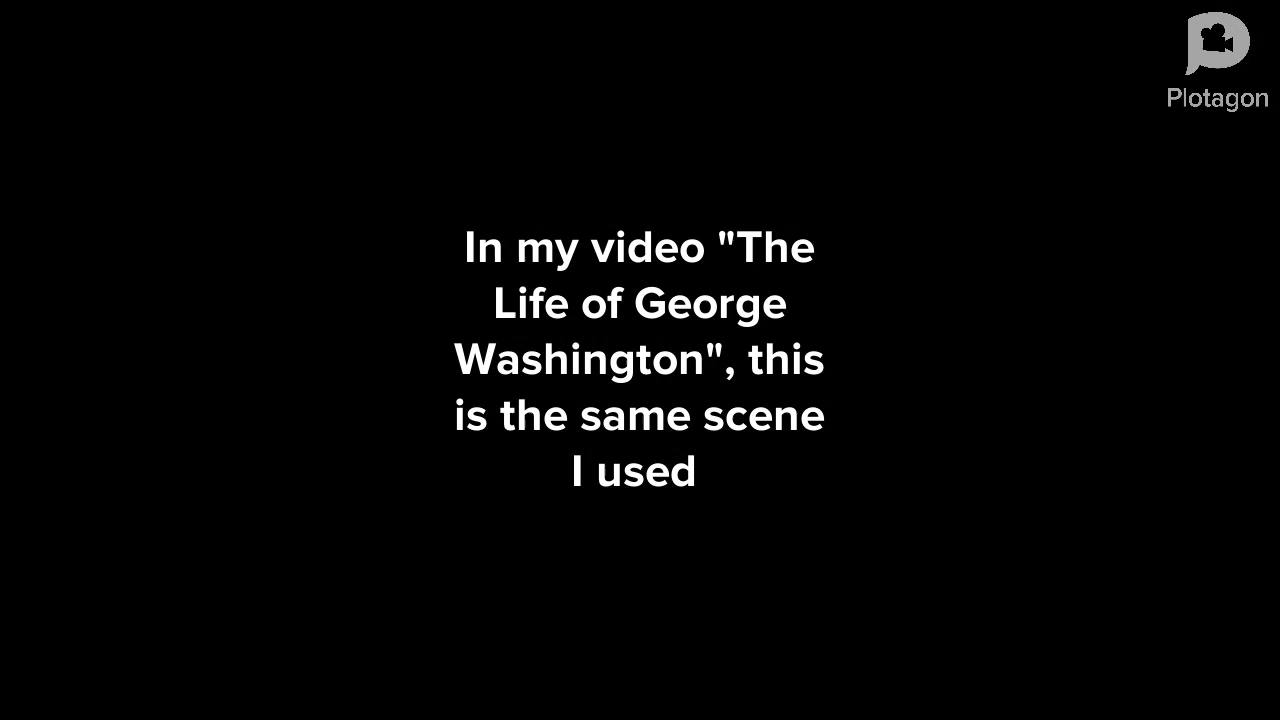 Plotagon
In my video "The
Life of George
Washington", this
is the same scene
I used